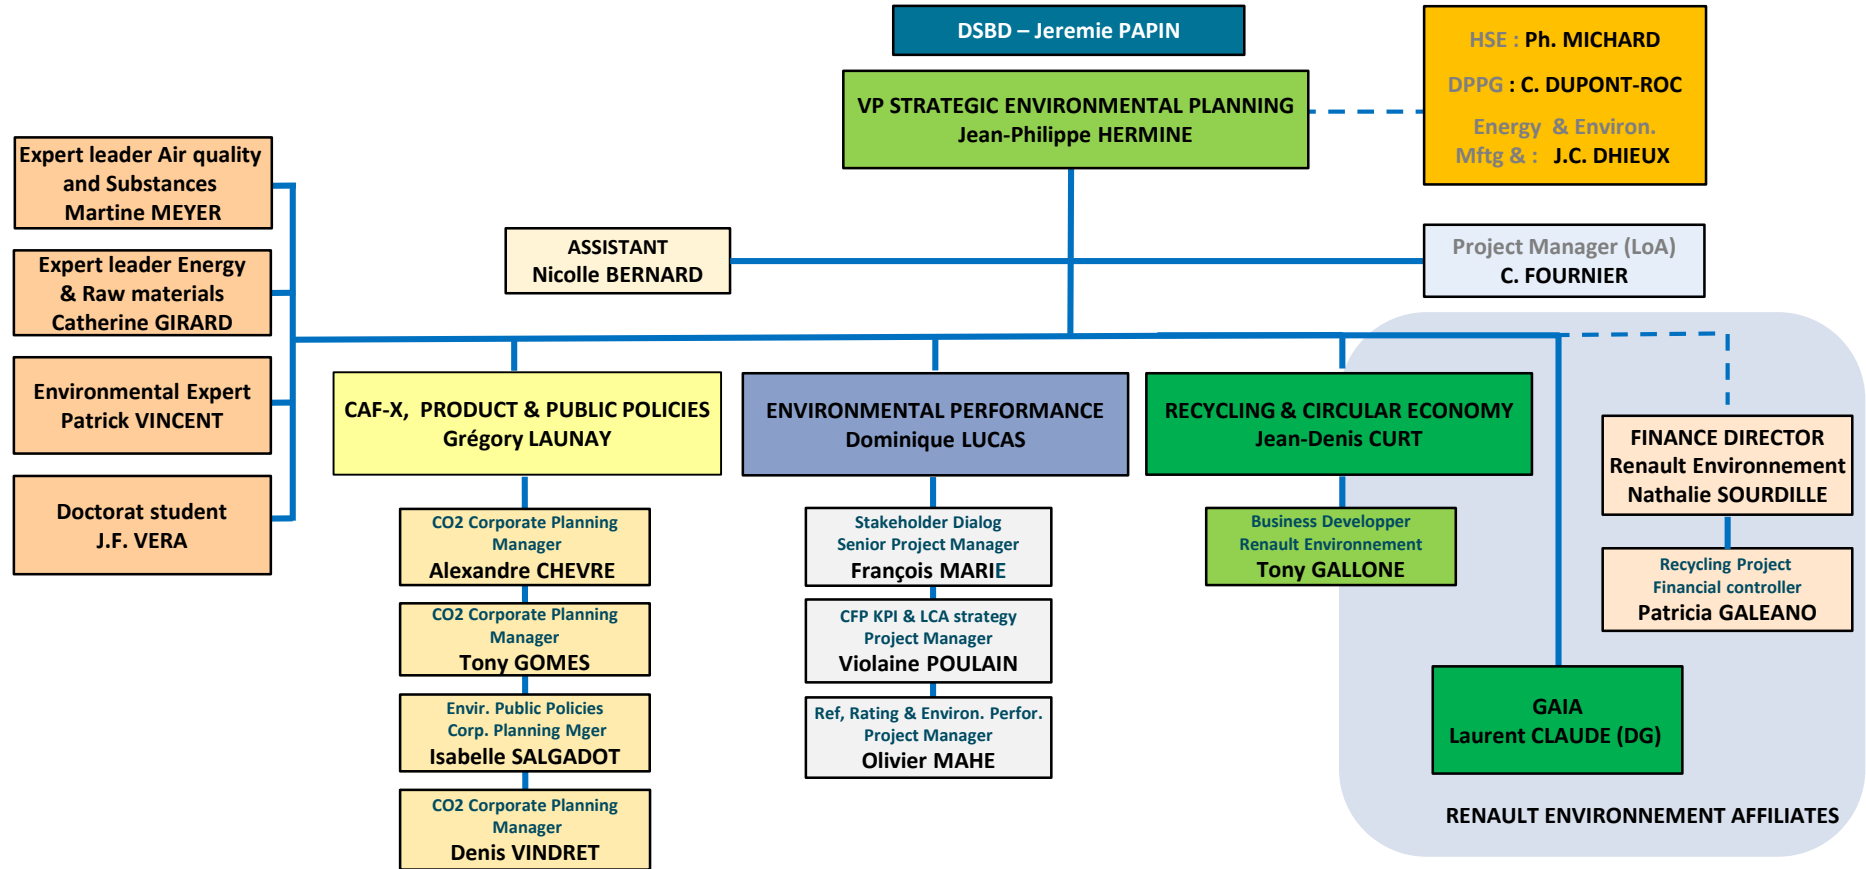 DSBD – Jeremie PAPIN
VP STRATEGIC ENVIRONMENTAL PLANNING
Jean-Philippe HERMINE
HSE : Ph. MICHARD
DPPG : C. DUPONT-ROC
Energy & Environ.
Mftg & : J.C. DHIEUX
Expert leader Air quality
and Substances
Martine MEYER
Expert leader Energy
& Raw materials
Catherine GIRARD
Environmental Expert
Patrick VINCENT
Doctorat student
J.F. VERA
ASSISTANT
Nicolle BERNARD
Project Manager (LoA)
C. FOURNIER
CAF-X, PRODUCT & PUBLIC POLICIES
Grégory LAUNAY
CO2 Corporate Planning
Manager
Alexandre CHEVRE
CO2 Corporate Planning
Manager
Tony GOMES
Envir. Public Policies
Corp. Planning Mger
Isabelle SALGADOT
CO2 Corporate Planning
Manager
Denis VINDRET
ENVIRONMENTAL PERFORMANCE
Dominique LUCAS
Stakeholder Dialog
Senior Project Manager
François MARIE
CFP KPI & LCA strategy
Project Manager
Violaine POULAIN
Ref, Rating & Environ. Perfor.
Project Manager
Olivier MAHE
RECYCLING & CIRCULAR ECONOMY
Jean-Denis CURT
Business Developper
Renault Environnement
Tony GALLONE
FINANCE DIRECTOR
Renault Environnement
Nathalie SOURDILLE
Recycling Project
Financial controller
Patricia GALEANO
GAIA
Laurent CLAUDE (DG)
RENAULT ENVIRONNEMENT AFFILIATES